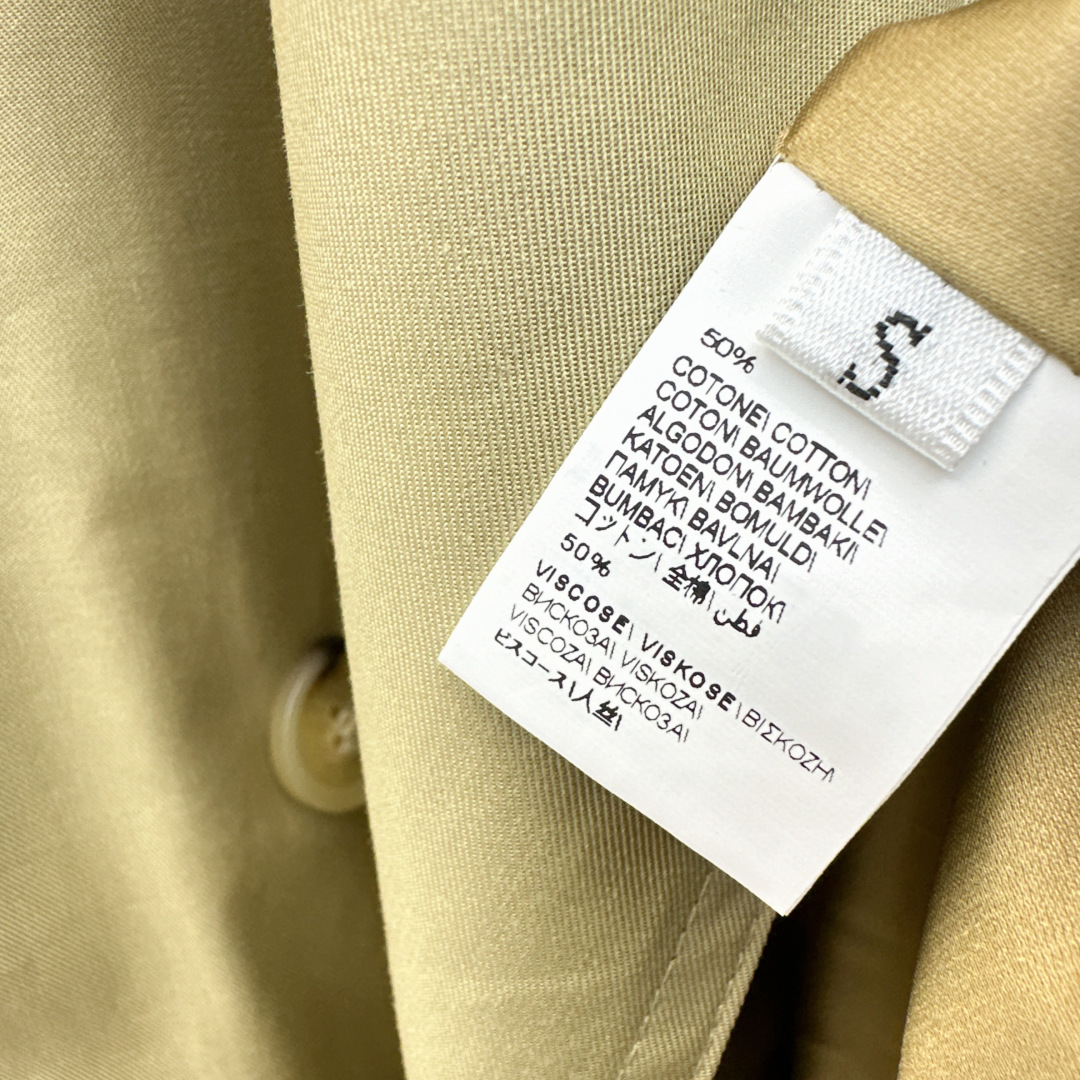 S
50%
COTONE\ COTTON\
COTON\ BAUMWOLLE\
ALGODON\ BAMBAKI\
KATOEN\ BOMULD\
ПАМУК\ BAVLNA\
BUMBAC\ ХЛОПОК\
コットン\ 全棉\ قطن\
50%
VISCOSE\ VISKOSE\ ΒΙΣΚΟΖΗ\
ВИСКОЗА\ VISKOZA\
VISCOZA\ ВИСКОЗА\
ビスコース\人丝\